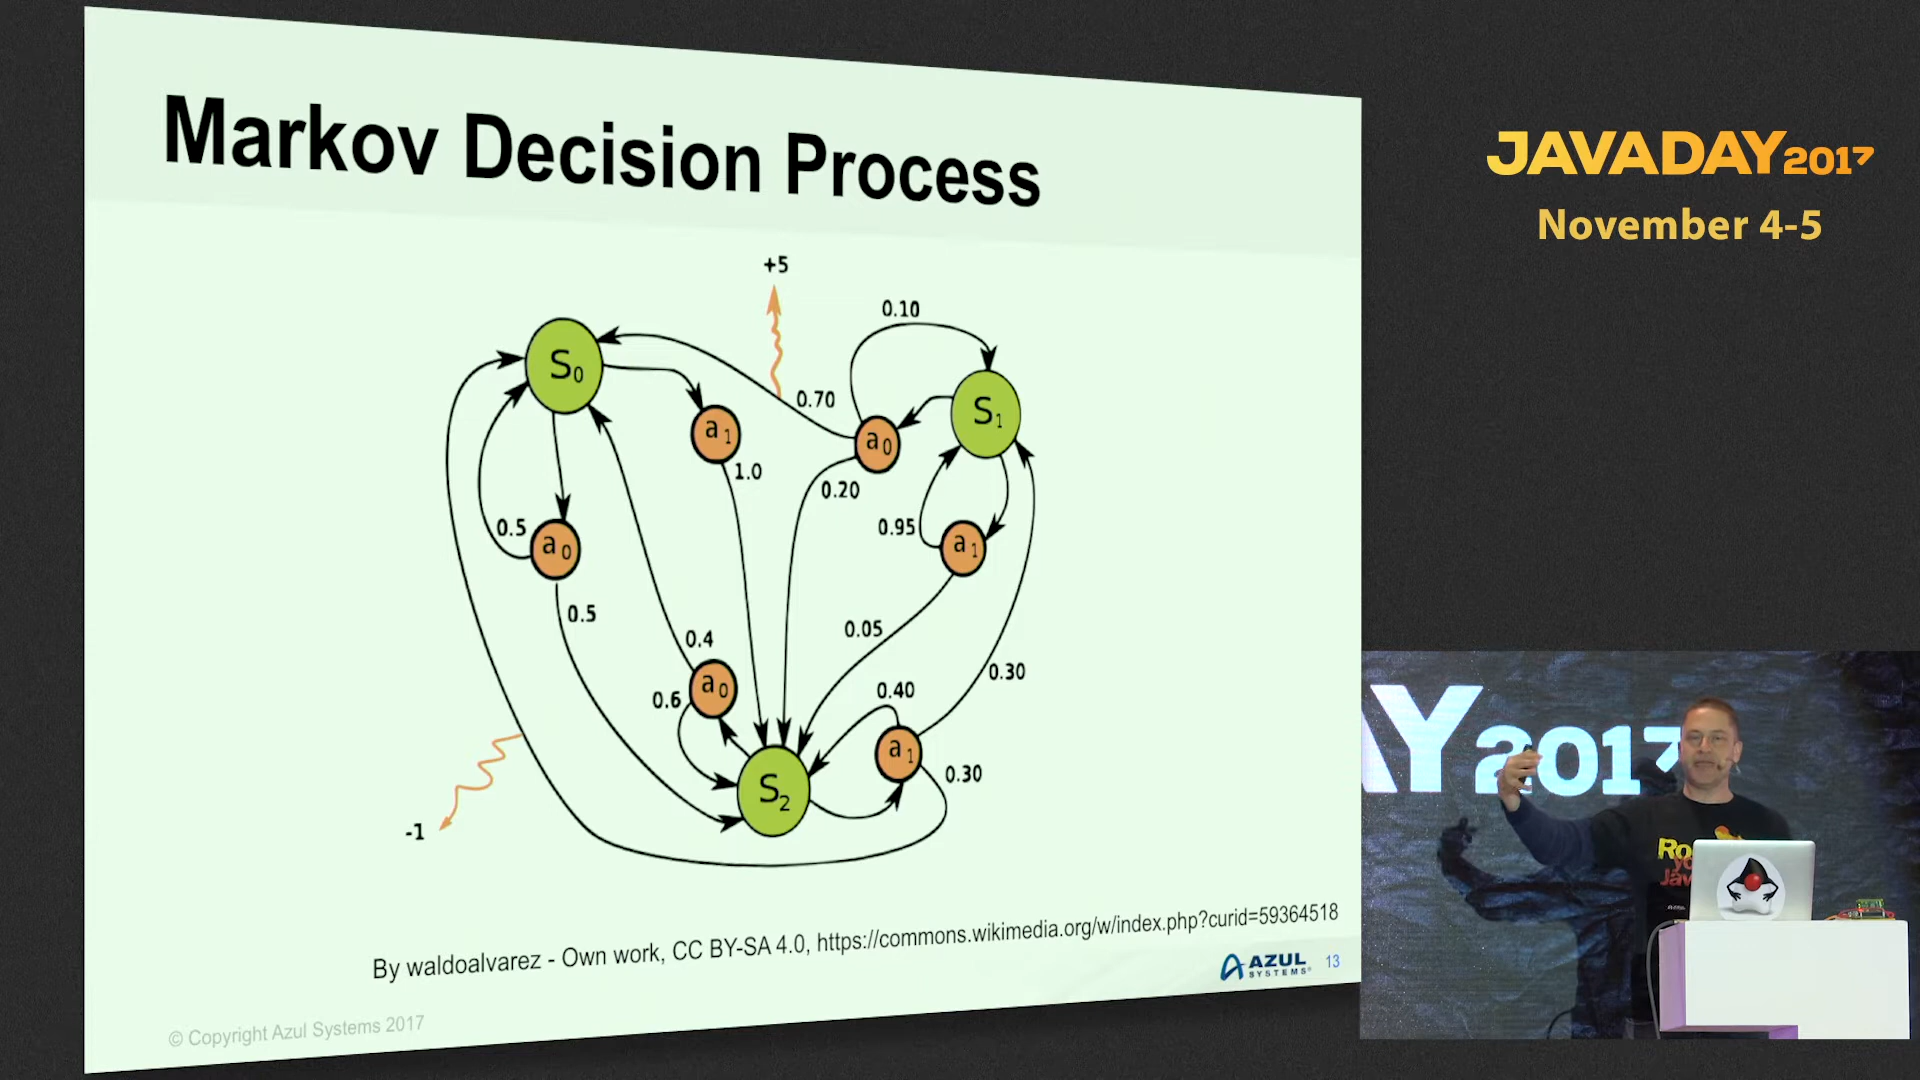 Markov Decision Process
JAVADAY2017
November 4-5
+5
0.10
S0
0.70
S1
a1
a0
1.0
0.20
0.5
0.95
a0
a1
0.5
0.05
0.4
0.30
a0
0.6
0.40
a1
S2
0.30
-1
AY2017
By waldoalvarez - Own work, CC BY-SA 4.0, https://commons.wikimedia.org/w/index.php?curid=59364518
AZUL
SYSTEMS
13
© Copyright Azul Systems 2017